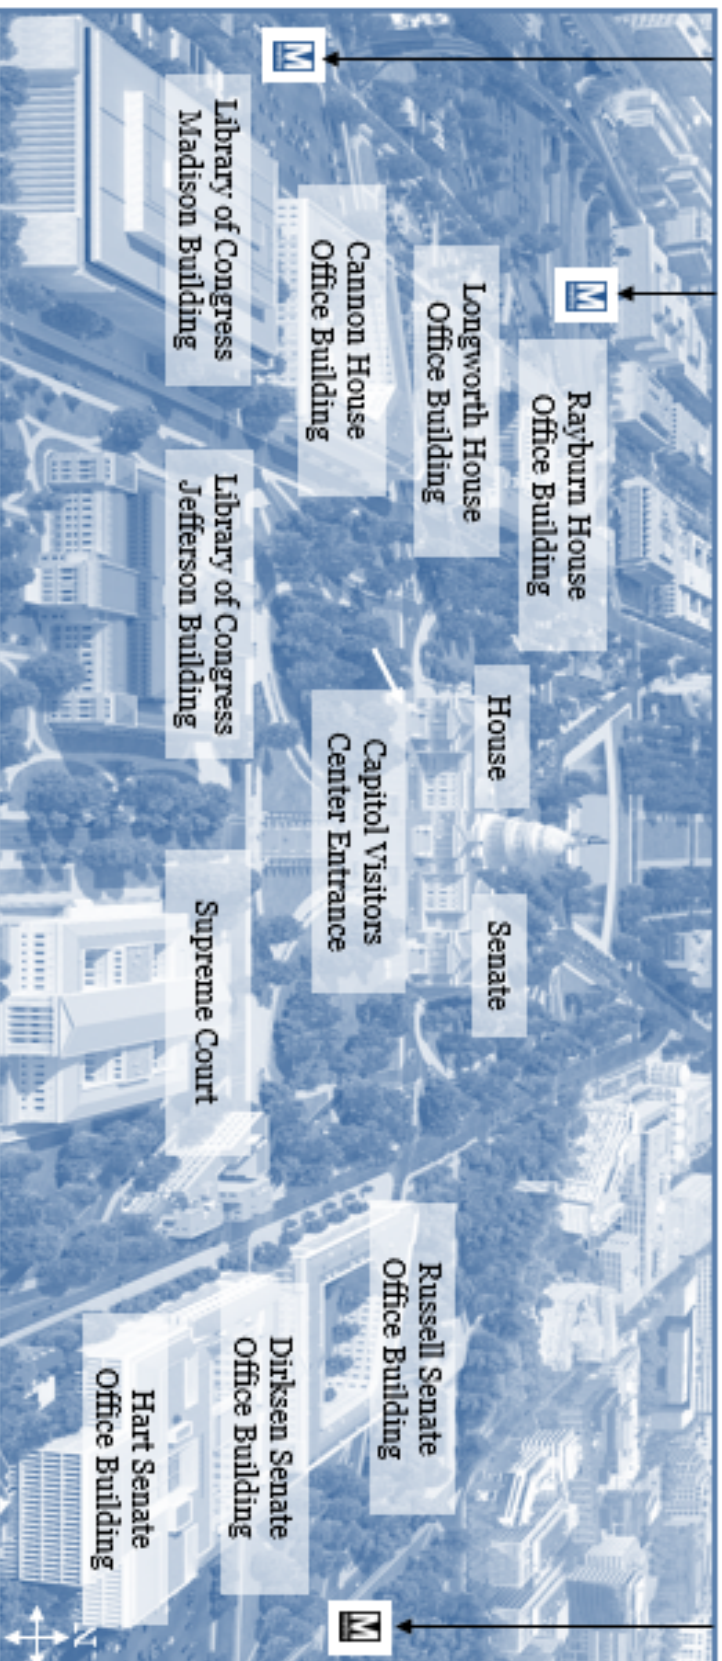 M
M
Library of Congress
Madison Building
Cannon House
Office Building
Longworth House
Office Building
Rayburn House
Office Building
Library of Congress
Jefferson Building
House
Capitol Visitors
Center Entrance
Senate
Supreme Court
Russell Senate
Office Building
Dirksen Senate
Office Building
Hart Senate
Office Building
M
N